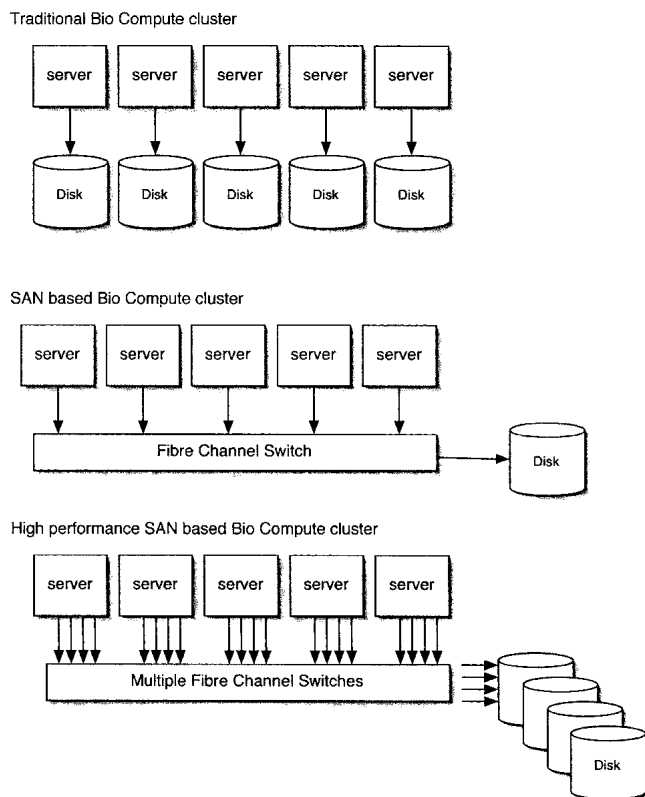 Traditional Bio Compute cluster
server server server server server
Disk Disk Disk Disk Disk
SAN based Bio Compute cluster
server server server server server
Fibre Channel Switch
Disk
High performance SAN based Bio Compute cluster
server server server server server
Multiple Fibre Channel Switches
Disk